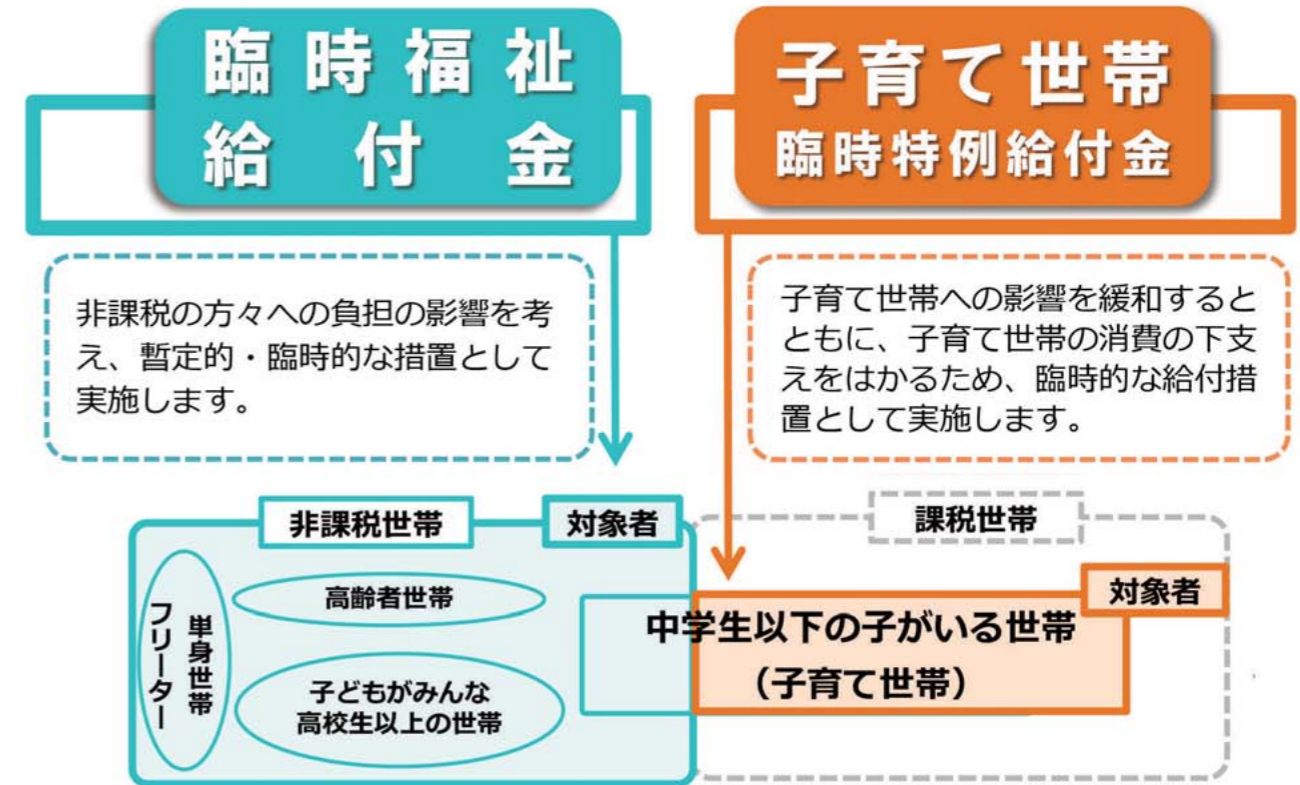 臨時福祉
給付金
子育て世帯
臨時特例給付金
非課税の方々への負担の影響を考
え、暫定的・臨時的な措置として
実施します。
子育て世帯への影響を緩和すると
ともに、子育て世帯の消費の下支
えをはかるため、臨時的な給付措
置として実施します。
非課税世帯
対象者
課税世帯
対象者
単身世帯
フリーター
高齢者世帯
子どもがみんな
高校生以上の世帯
中学生以下の子がいる世帯
（子育て世帯）